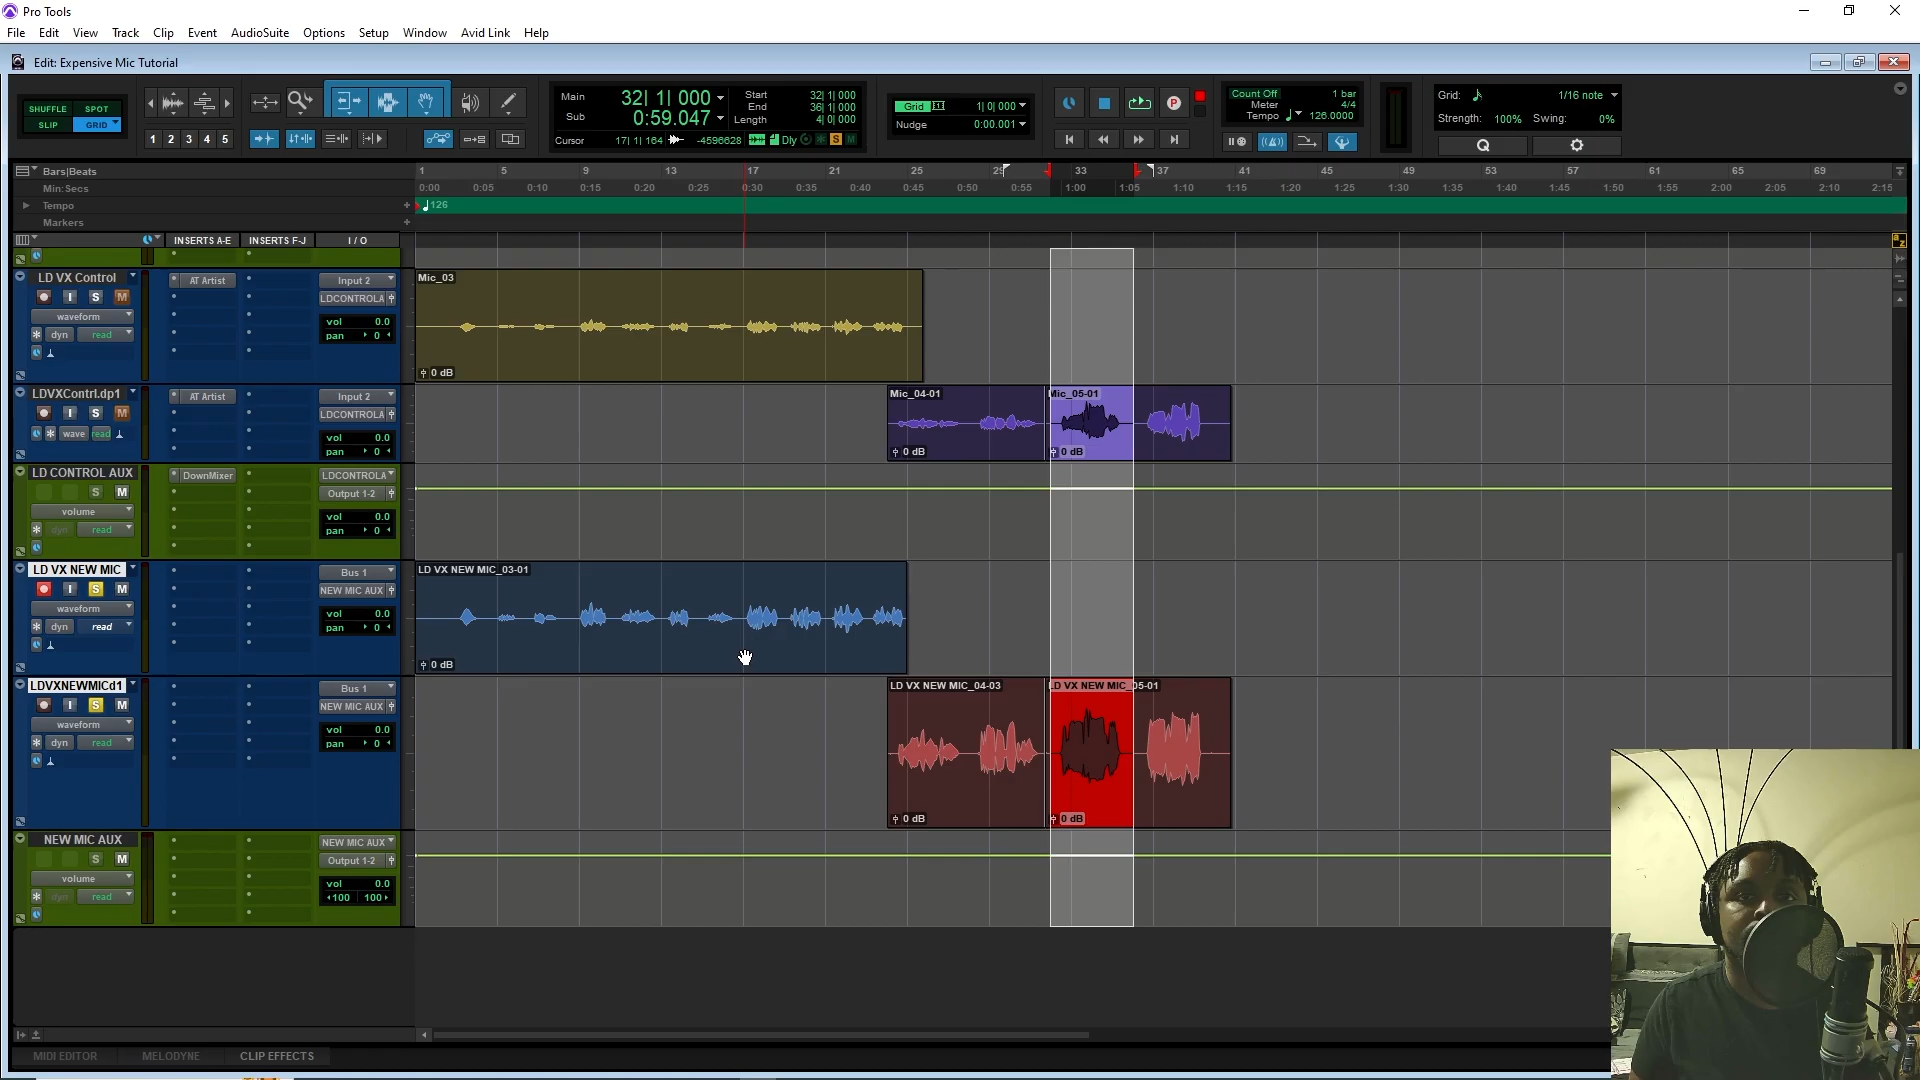 Pro Tools
File Edit View Track Clip Event AudioSuite Options Setup Window Avid Link Help
Edit: Expensive Mic Tutorial
SHUFFLE SPOT
SLIP GRID
1 2 3 4 5
Main 32| 1| 000
Sub 0:59.047
Start 32| 1| 000
End 36| 1| 000
Length 4| 0| 000
Cursor 17| 1| 164 -4596628 Dly S M
Grid 1| 0| 000
Nudge 0:00.001
P
Count Off 1 bar
Meter 4/4
Tempo 126.0000
Grid: 1/16 note
Strength: 100% Swing: 0%
Q
Bars|Beats 1 5 9 13 17 21 25 29 33 37 41 45 49 53 57 61 65 69
Min:Secs 0:00 0:05 0:10 0:15 0:20 0:25 0:30 0:35 0:40 0:45 0:50 0:55 1:00 1:05 1:10 1:15 1:20 1:25 1:30 1:35 1:40 1:45 1:50 1:55 2:00 2:05 2:10 2:15
Tempo 126
Markers
INSERTS A-E INSERTS F-J I / O
LD VX Control AT Artist Input 2
I S M LDCONTROLA
waveform
dyn read
vol 0.0
pan 0
Mic_03
0 dB
LDVXContrl.dp1 AT Artist Input 2
I S M LDCONTROLA
wave read
vol 0.0
pan 0
Mic_04-01 Mic_05-01
0 dB 0 dB
LD CONTROL AUX DownMixer LDCONTROLA
S M Output 1-2
volume
dyn read
vol 0.0
pan 0
LD VX NEW MIC Bus 1
I S M NEW MIC AUX
waveform
dyn read
vol 0.0
pan 0
LD VX NEW MIC_03-01
0 dB
LDVXNEWMICd1 Bus 1
I S M NEW MIC AUX
waveform
dyn read
vol 0.0
pan 0
LD VX NEW MIC_04-03 LD VX NEW MIC_05-01
0 dB 0 dB
NEW MIC AUX NEW MIC AUX
S M Output 1-2
volume
dyn read
vol 0.0
100 100
MIDI EDITOR MELODYNE CLIP EFFECTS